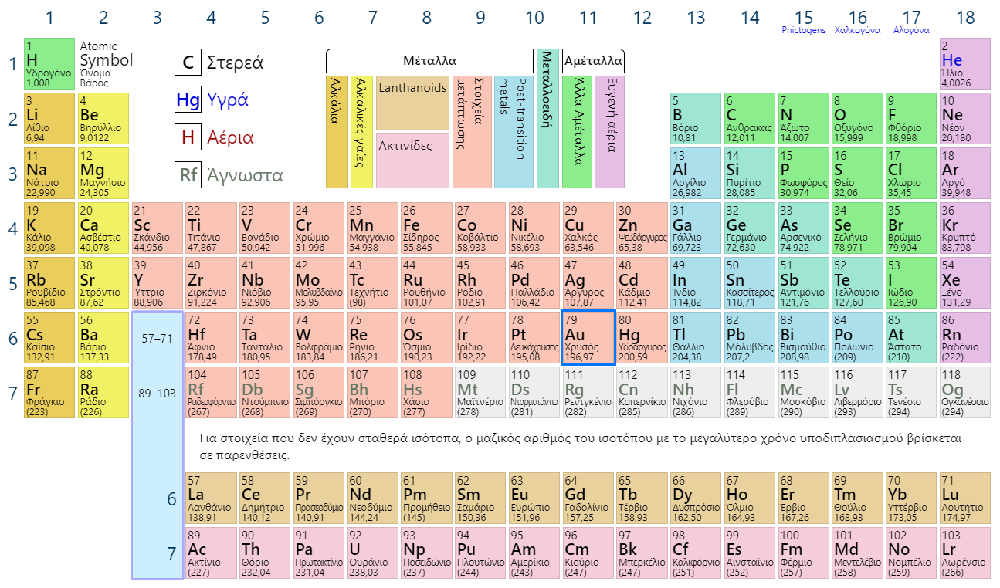 1 2 3 4 5 6 7 8 9 10 11 12 13 14 15 16 17 18
Pnictogens Χαλκογόνα Αλογόνα
1
1
H
Υδρογόνο
1,008
Atomic
Symbol
Όνομα
Βάρος
C Στερεά
Hg Υγρά
H Αέρια
Rf Άγνωστα
Μέταλλα
Αλκάλια
Αλκαλικές γαίες
Lanthanoids
Ακτινίδες
Στοιχεία
μετάπτωσης
Post-transition
metals
Μεταλλοειδή
Αμέταλλα
Άλλα Αμέταλλα
Ευγενή αέρια
2
He
Ήλιο
4,0026
2
3 4 5 6 7 8 9 10
Li Be B C N O F Ne
Λίθιο Βηρύλλιο Βόριο Άνθρακας Άζωτο Οξυγόνο Φθόριο Νέον
6,94 9,0122 10,81 12,011 14,007 15,999 18,998 20,180
3
11 12 13 14 15 16 17 18
Na Mg Al Si P S Cl Ar
Νάτριο Μαγνήσιο Αργίλιο Πυρίτιο Φωσφόρος Θείο Χλώριο Αργό
22,990 24,305 26,982 28,085 30,974 32,06 35,45 39,948
4
19 20 21 22 23 24 25 26 27 28 29 30 31 32 33 34 35 36
K Ca Sc Ti V Cr Mn Fe Co Ni Cu Zn Ga Ge As Se Br Kr
Κάλιο Ασβέστιο Σκάνδιο Τιτάνιο Βανάδιο Χρώμιο Μαγγάνιο Σίδηρος Κοβάλτιο Νικέλιο Χαλκός Ψευδάργυρος Γάλλιο Γερμάνιο Αρσενικό Σελήνιο Βρώμιο Κρυπτό
39,098 40,078 44,956 47,867 50,942 51,996 54,938 55,845 58,933 58,693 63,546 65,38 69,723 72,630 74,922 78,971 79,904 83,798
5
37 38 39 40 41 42 43 44 45 46 47 48 49 50 51 52 53 54
Rb Sr Y Zr Nb Mo Tc Ru Rh Pd Ag Cd In Sn Sb Te I Xe
Ρουβίδιο Στρόντιο Ύττριο Ζιρκόνιο Νιόβιο Μολυβδαίνιο Τεχνήτιο Ρουθήνιο Ρόδιο Παλλάδιο Άργυρος Κάδμιο Ίνδιο Κασσίτερος Αντιμόνιο Τελλούριο Ιώδιο Ξένο
85,468 87,62 88,906 91,224 92,906 95,95 (98) 101,07 102,91 106,42 107,87 112,41 114,82 118,71 121,76 127,60 126,90 131,29
6
55 56 57–71 72 73 74 75 76 77 78 79 80 81 82 83 84 85 86
Cs Ba Hf Ta W Re Os Ir Pt Au Hg Tl Pb Bi Po At Rn
Καίσιο Βάριο Άφνιο Ταντάλιο Βολφράμιο Ρήνιο Όσμιο Ιρίδιο Λευκόχρυσος Χρυσός Υδράργυρος Θάλλιο Μόλυβδος Βισμούθιο Πολώνιο Άστατο Ραδόνιο
132,91 137,33 178,49 180,95 183,84 186,21 190,23 192,22 195,08 196,97 200,59 204,38 207,2 208,98 (209) (210) (222)
7
87 88 89–103 104 105 106 107 108 109 110 111 112 113 114 115 116 117 118
Fr Ra Rf Db Sg Bh Hs Mt Ds Rg Cn Nh Fl Mc Lv Ts Og
Φράγκιο Ράδιο Ραδερφόρντιο Ντούμπνιο Σιμπόργκιο Μπόριο Χάσιο Μαϊτνέριο Νταρμστάντιο Ρεντγκένιο Κοπερνίκιο Νιχόνιο Φλερόβιο Μοσκόβιο Λιβερμόριο Τενέσιο Ογκανέσσιο
(223) (226) (267) (268) (269) (270) (277) (278) (281) (282) (285) (286) (289) (290) (293) (294) (294)
Για στοιχεία που δεν έχουν σταθερά ισότοπα, ο μαζικός αριθμός του ισοτόπου με το μεγαλύτερο χρόνο υποδιπλασιασμού βρίσκεται
σε παρενθέσεις.
6
57 58 59 60 61 62 63 64 65 66 67 68 69 70 71
La Ce Pr Nd Pm Sm Eu Gd Tb Dy Ho Er Tm Yb Lu
Λανθάνιο Δημήτριο Πρασεοδύμιο Νεοδύμιο Προμήθειο Σαμάριο Ευρώπιο Γαδολίνιο Τέρβιο Δυσπρόσιο Όλμιο Έρβιο Θούλιο Υττέρβιο Λουτήτιο
138,91 140,12 140,91 144,24 (145) 150,36 151,96 157,25 158,93 162,50 164,93 167,26 168,93 173,05 174,97
7
89 90 91 92 93 94 95 96 97 98 99 100 101 102 103
Ac Th Pa U Np Pu Am Cm Bk Cf Es Fm Md No Lr
Ακτίνιο Θόριο Πρωτακτίνιο Ουράνιο Ποσειδώνιο Πλουτώνιο Αμερίκιο Κιούριο Μπερκέλιο Καλιφόρνιο Αϊνσταΐνιο Φέρμιο Μεντελέβιο Νομπέλιο Λωρένσιο
(227) 232,04 231,04 238,03 (237) (244) (243) (247) (247) (251) (252) (257) (258) (259) (266)